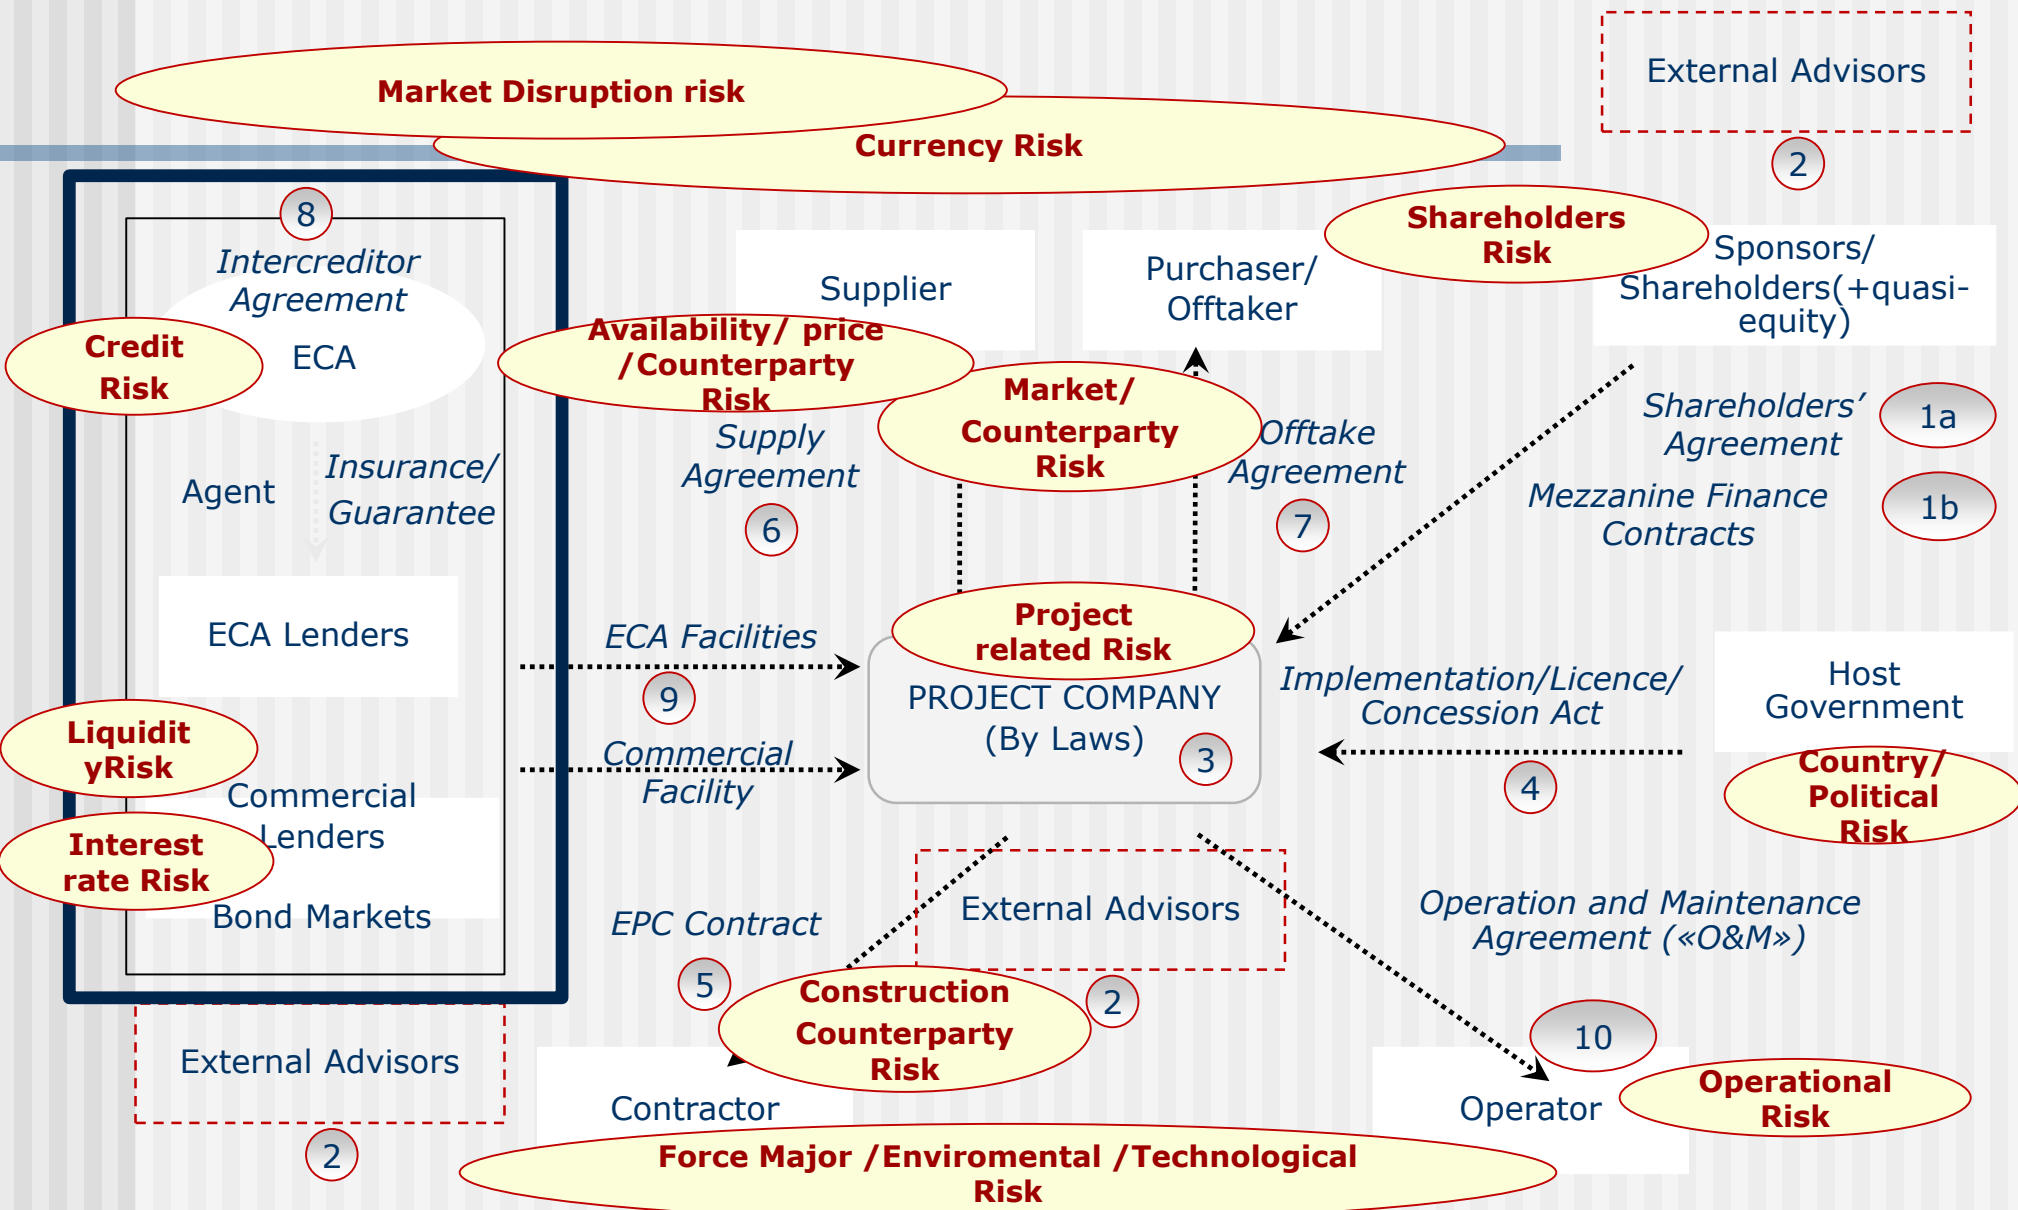 External Advisors
2
Market Disruption risk
Currency Risk
8
Intercreditor
Agreement
ECA
Credit
Risk
Agent
Insurance/
Guarantee
ECA Lenders
Liquidit
yRisk
Commercial
Lenders
Interest
rate Risk
Bond Markets
External Advisors
2
Supplier
Availability/ price
/Counterparty
Risk
Supply
Agreement
6
Purchaser/
Offtaker
Market/
Counterparty
Risk
Offtake
Agreement
7
Shareholders
Risk
Sponsors/
Shareholders(+quasi-
equity)
Shareholders’
Agreement
1a
Mezzanine Finance
Contracts
1b
ECA Facilities
9
Commercial
Facility
Project
related Risk
PROJECT COMPANY
(By Laws)
3
Implementation/Licence/
Concession Act
4
Host
Government
Country/
Political
Risk
EPC Contract
5
External Advisors
2
Construction
Counterparty
Risk
Contractor
Operation and Maintenance
Agreement («O&M»)
10
Operator
Operational
Risk
Force Major /Enviromental /Technological
Risk